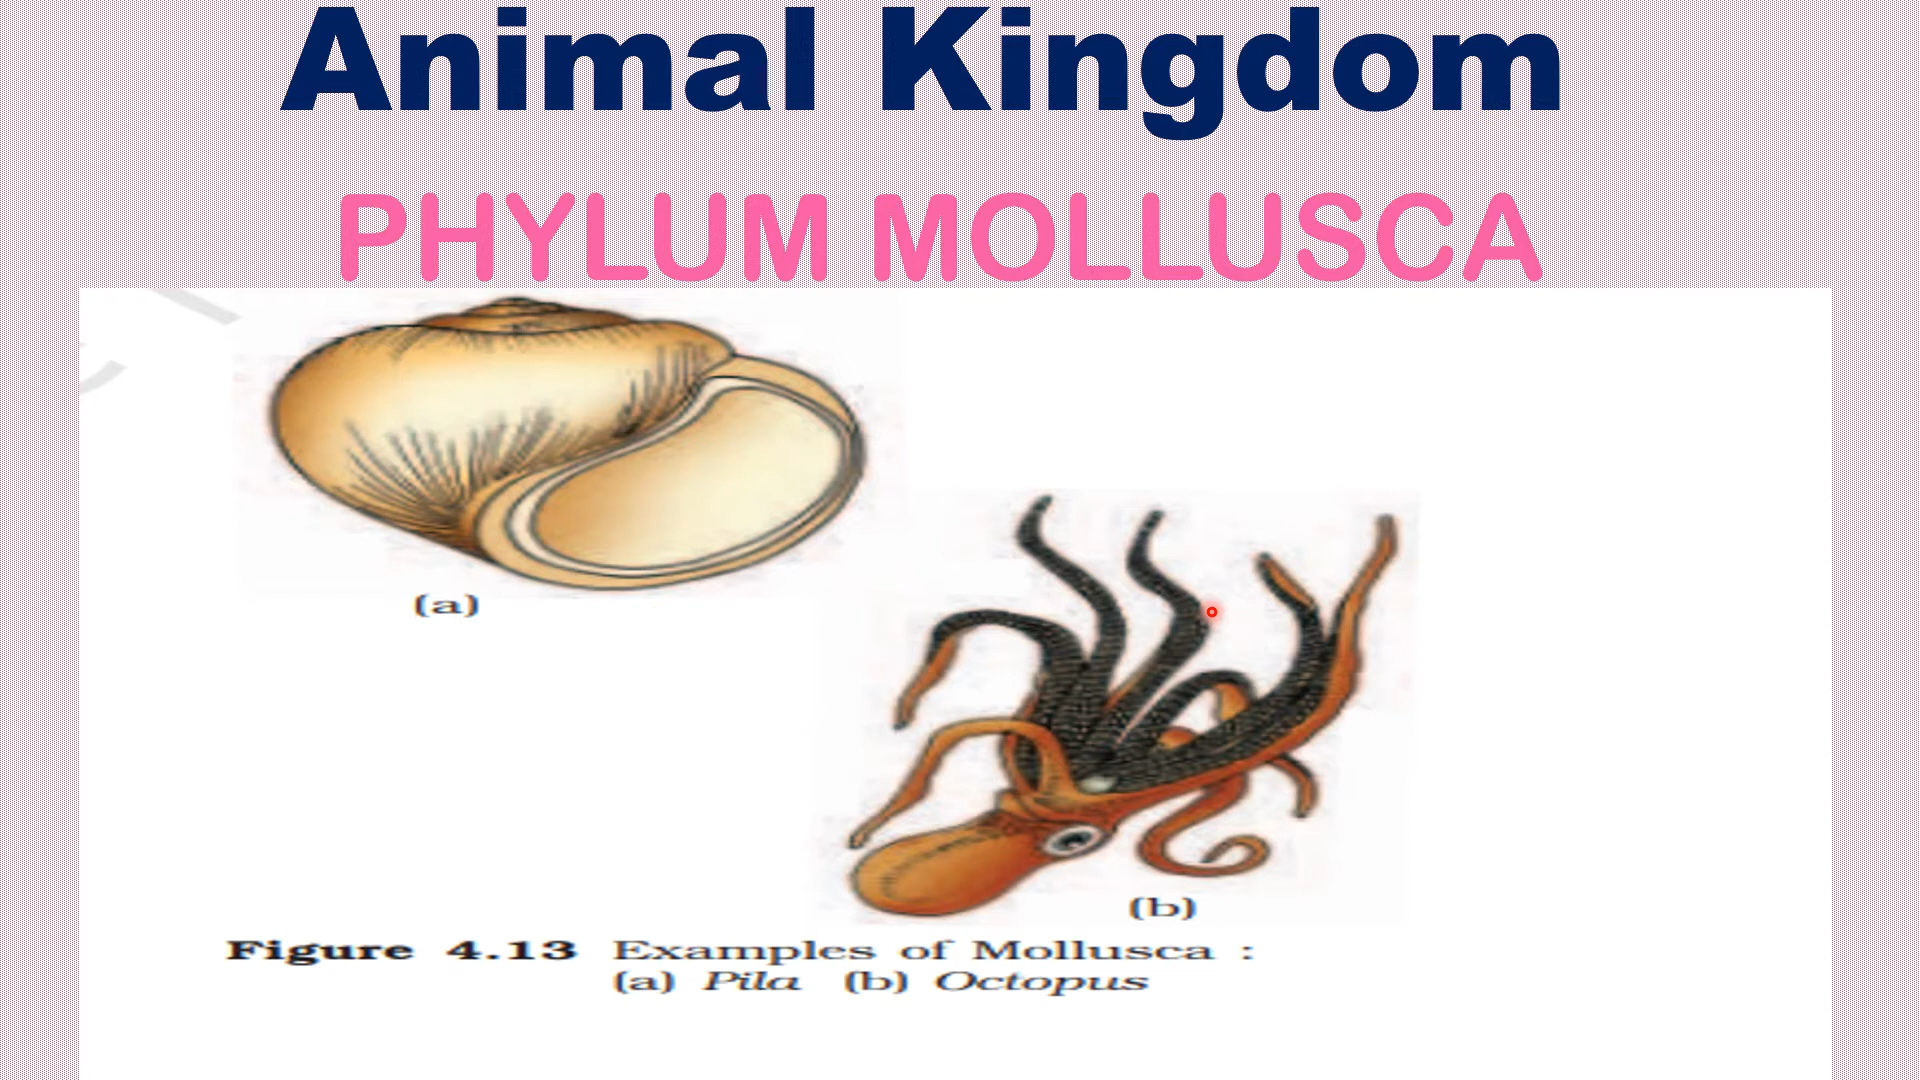 Animal Kingdom
PHYLUM MOLLUSCA
(a)
(b)
Figure 4.13 Examples of Mollusca :
(a) Pila (b) Octopus